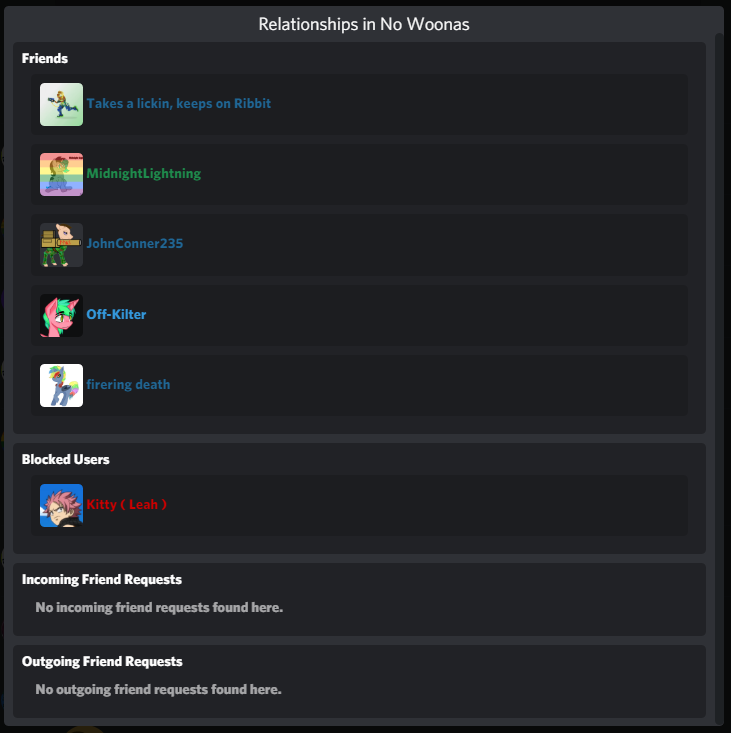 Relationships in No Woonas
Friends
Takes a lickin, keeps on Ribbit
MidnightLightning
JohnConner235
Off-Kilter
firering death
Blocked Users
Kitty ( Leah )
Incoming Friend Requests
No incoming friend requests found here.
Outgoing Friend Requests
No outgoing friend requests found here.